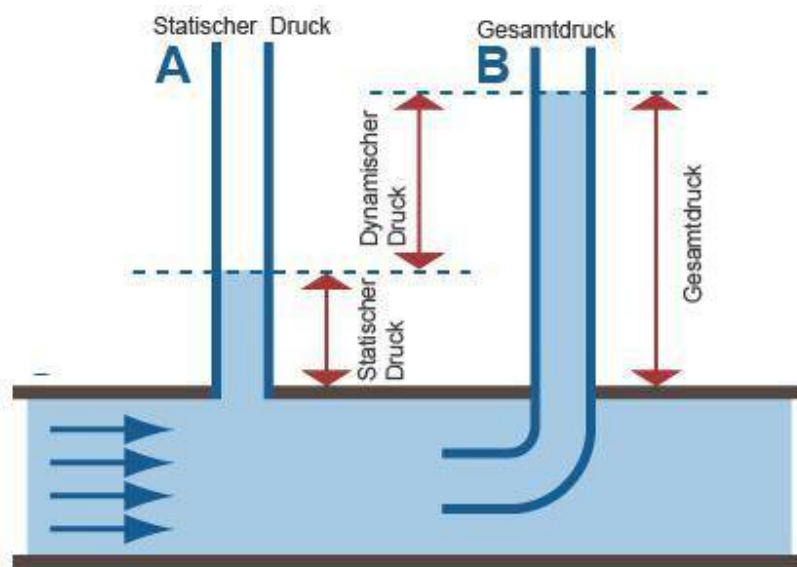 Statischer Druck
A
Gesamtdruck
B
Dynamischer
Druck
Statischer
Druck
Gesamtdruck